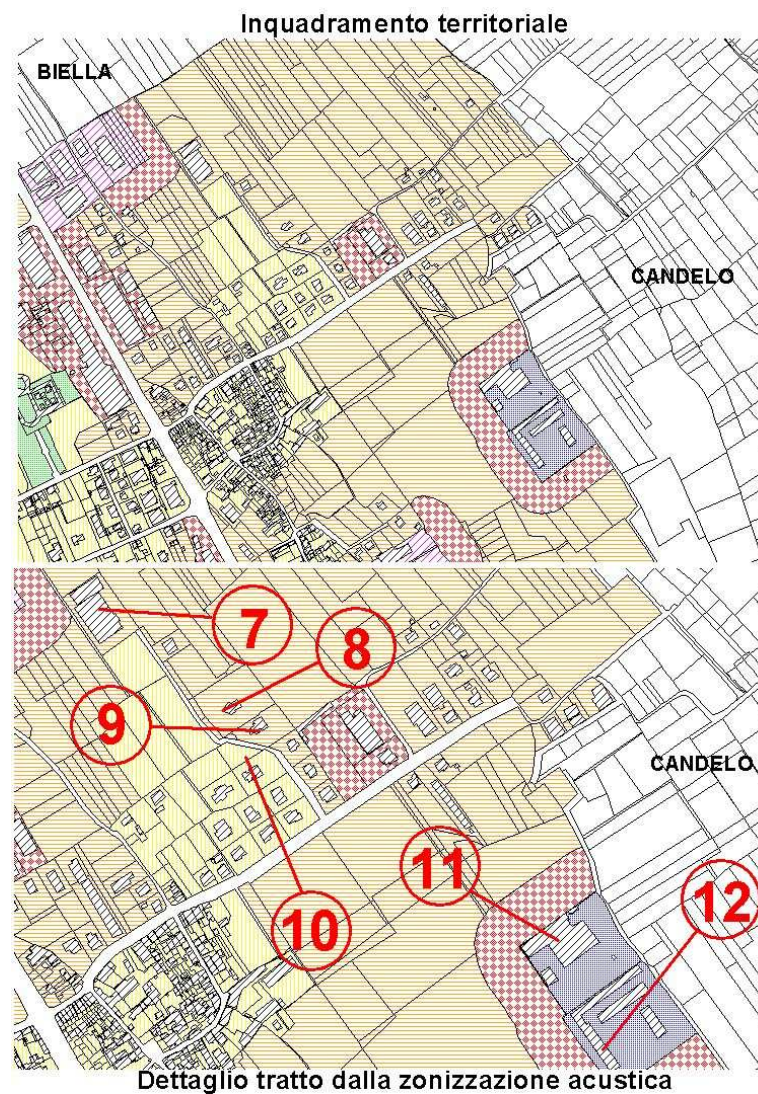 Inquadramento territoriale
BIELLA
CANDELO
7
8
9
CANDELO
11
12
10
Dettaglio tratto dalla zonizzazione acustica